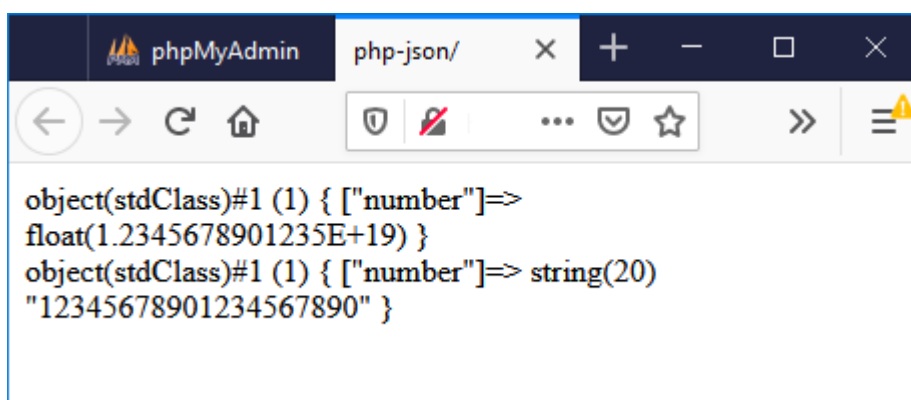 phpMyAdmin
php-json/
object(stdClass)#1 (1) { ["number"]=>
float(1.2345678901235E+19) }
object(stdClass)#1 (1) { ["number"]=> string(20)
"12345678901234567890" }